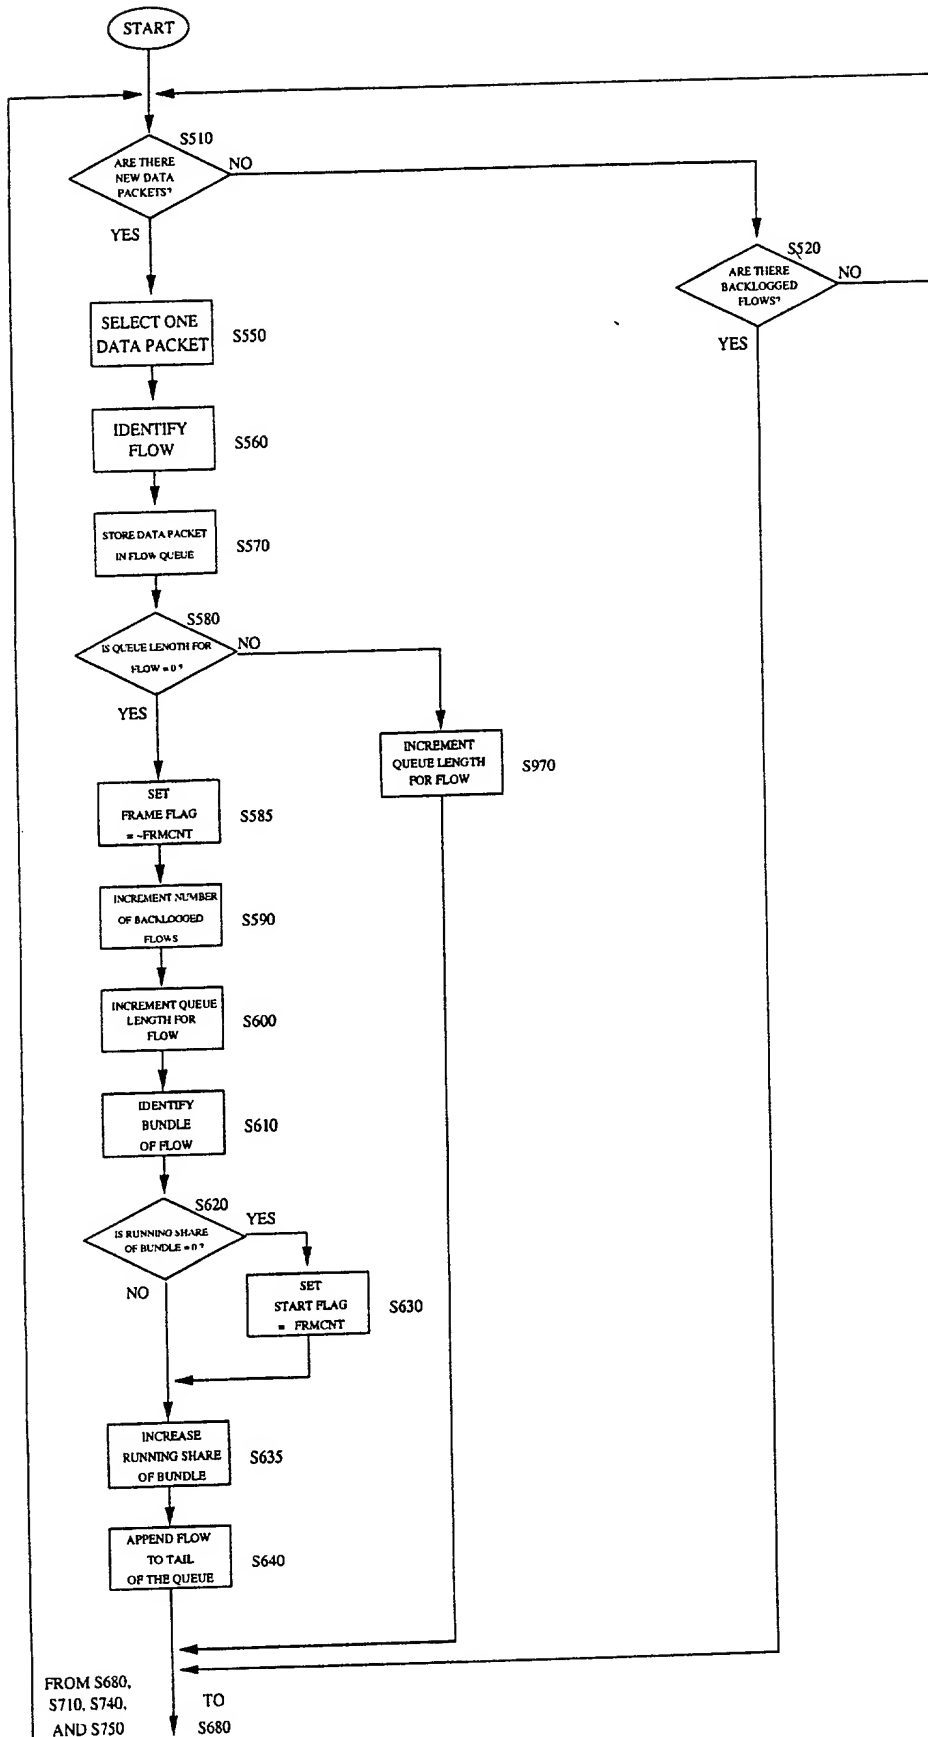 START
S510
ARE THERE
NEW DATA
PACKETS?
NO
YES
S520
ARE THERE
BACKLOGGED
FLOWS?
NO
YES
SELECT ONE
DATA PACKET
S550
IDENTIFY
FLOW
S560
STORE DATA PACKET
IN FLOW QUEUE
S570
S580
IS QUEUE LENGTH FOR
FLOW = 0 ?
NO
YES
INCREMENT
QUEUE LENGTH
FOR FLOW
S970
SET
FRAME FLAG
= ~FRMCNT
S585
INCREMENT NUMBER
OF BACKLOGGED
FLOWS
S590
INCREMENT QUEUE
LENGTH FOR
FLOW
S600
IDENTIFY
BUNDLE
OF FLOW
S610
S620
IS RUNNING SHARE
OF BUNDLE = 0 ?
YES
NO
SET
START FLAG
= FRMCNT
S630
INCREASE
RUNNING SHARE
OF BUNDLE
S635
APPEND FLOW
TO TAIL
OF THE QUEUE
S640
FROM S680,
S710, S740,
AND S750
TO
S680